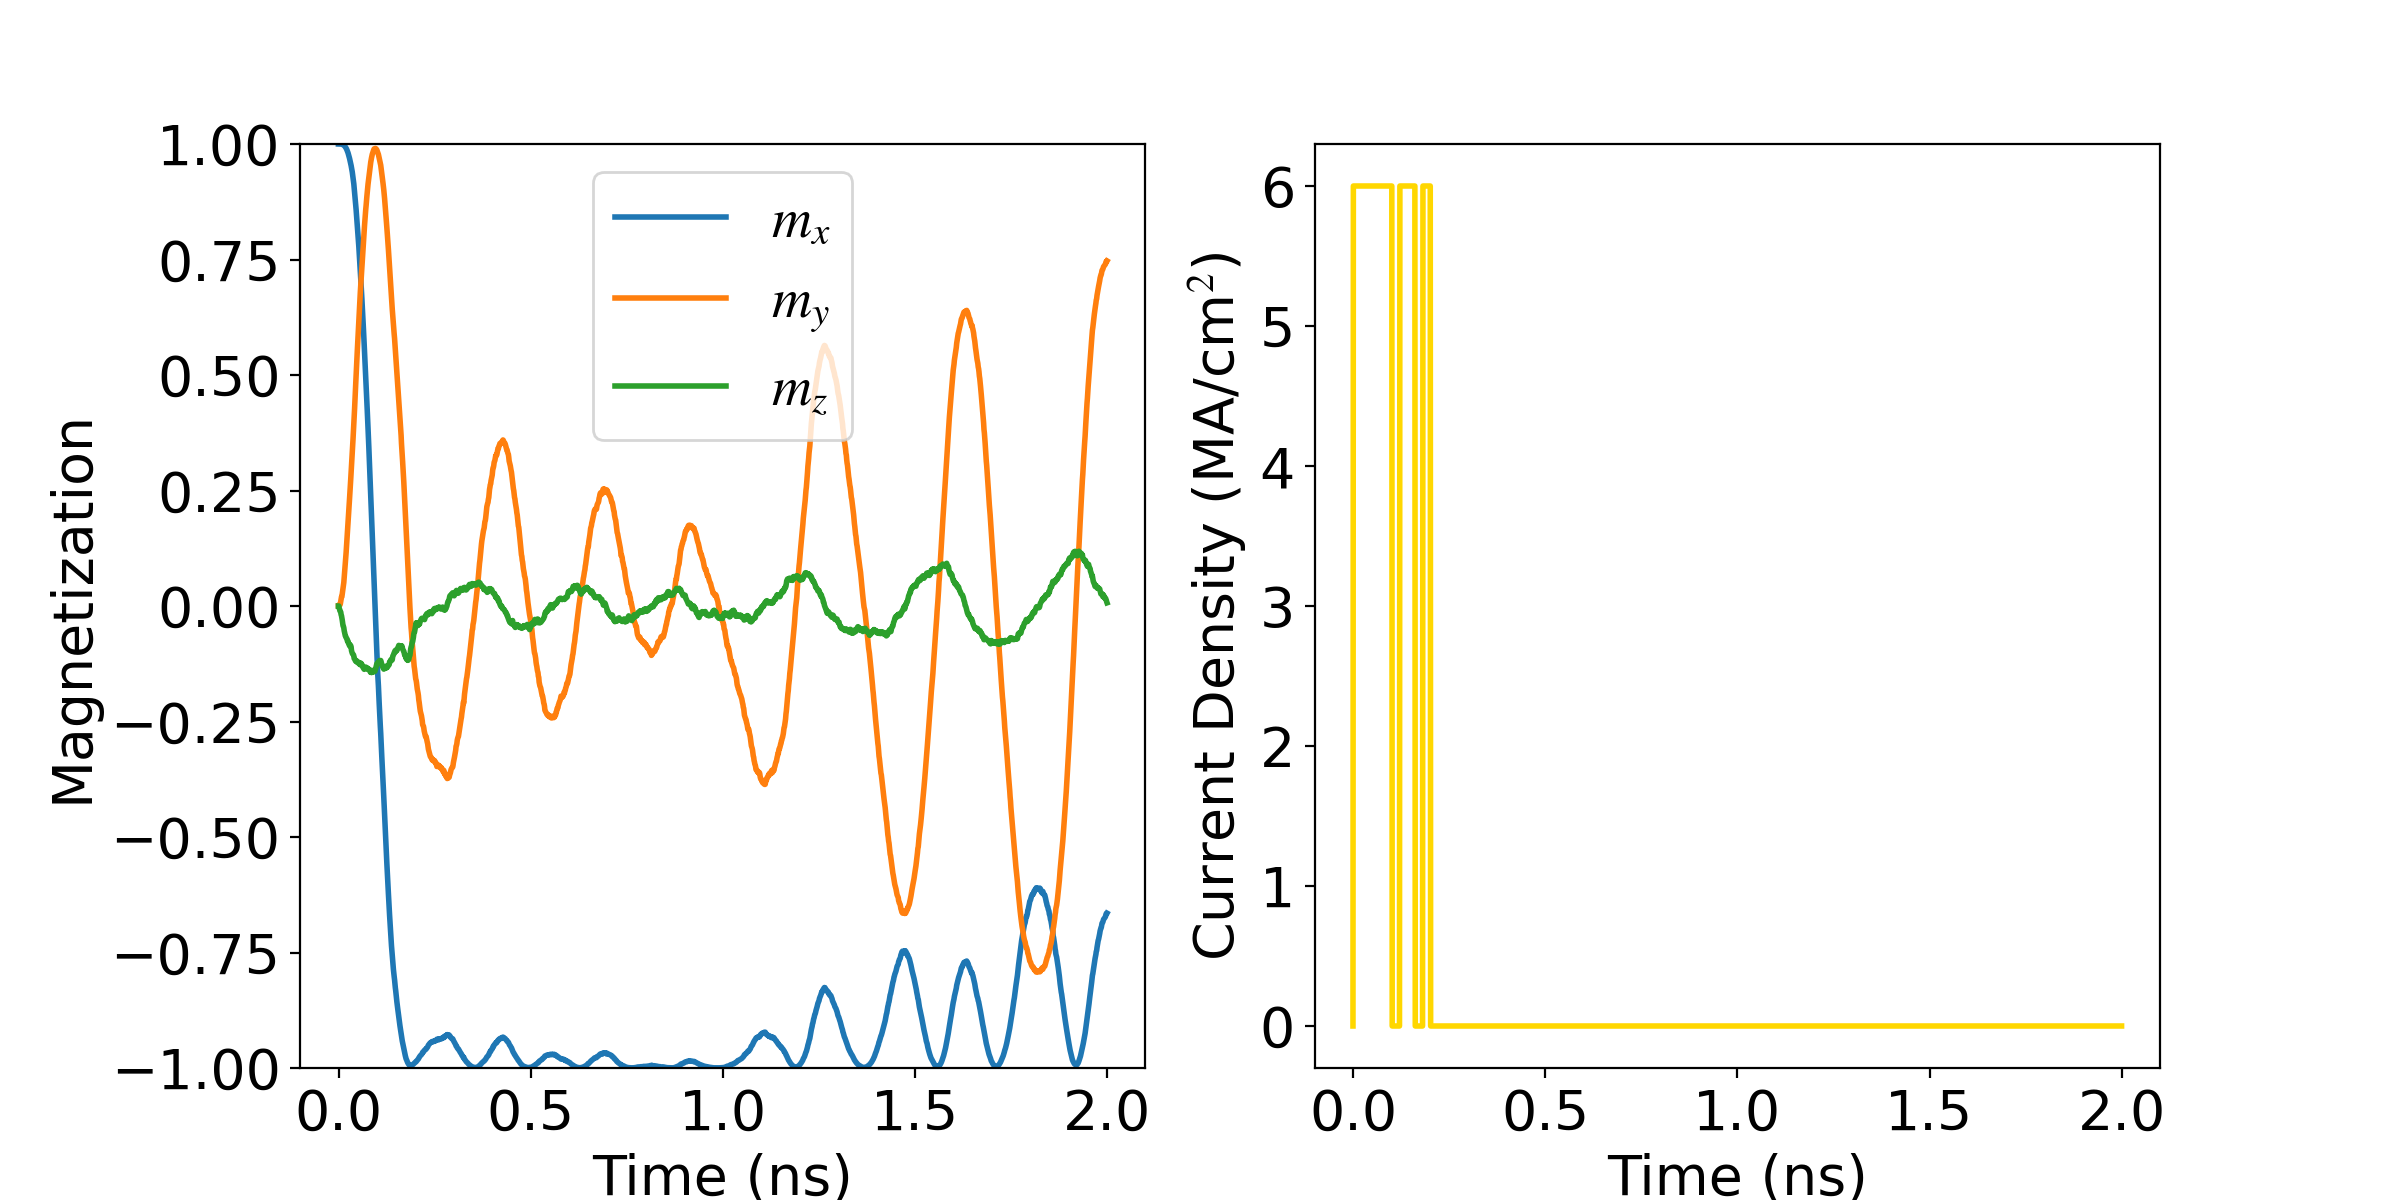 Magnetization
1.00
0.75
0.50
0.25
0.00
−0.25
−0.50
−0.75
−1.00
m_x
m_y
m_z
0.0 0.5 1.0 1.5 2.0
Time (ns)
Current Density (MA/cm²)
6
5
4
3
2
1
0
0.0 0.5 1.0 1.5 2.0
Time (ns)